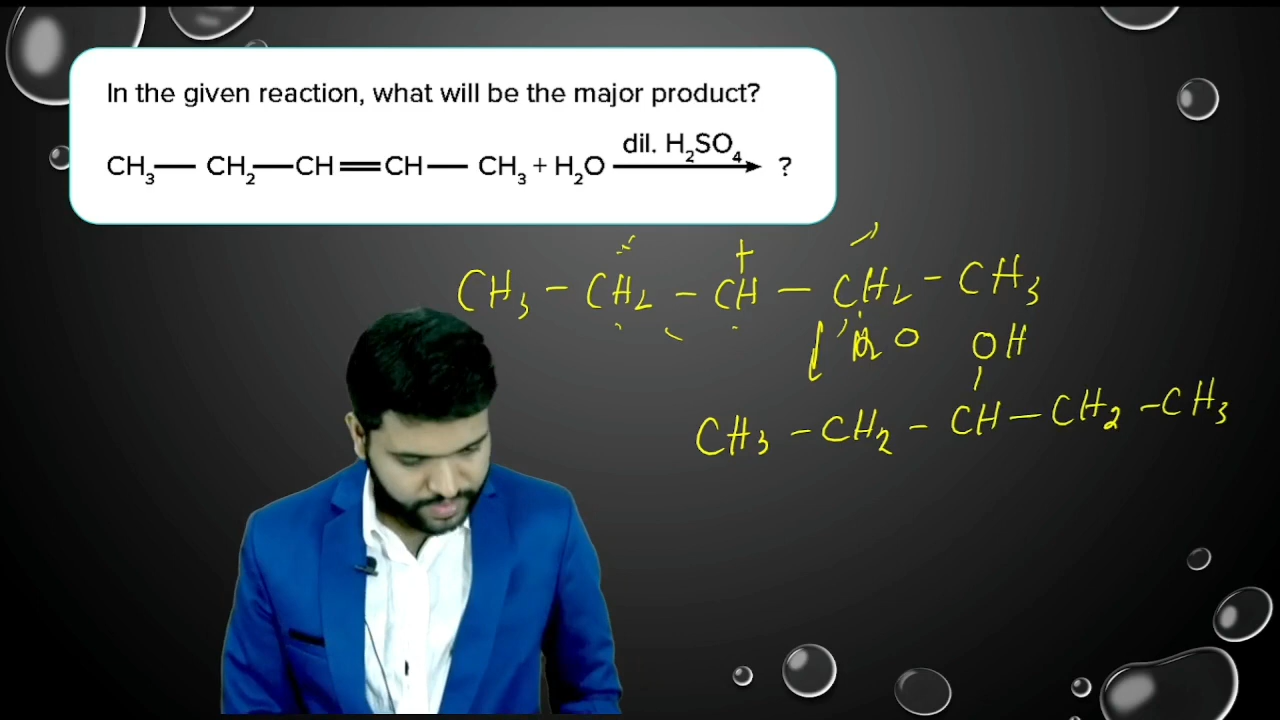 In the given reaction, what will be the major product?
dil. H₂SO₄
CH₃— CH₂—CH═CH— CH₃ + H₂O ⟶ ?
+
CH₃ – CH₂ – CH – CH₂ – CH₃
OH
CH₃ – CH₂ – CH – CH₂ – CH₃